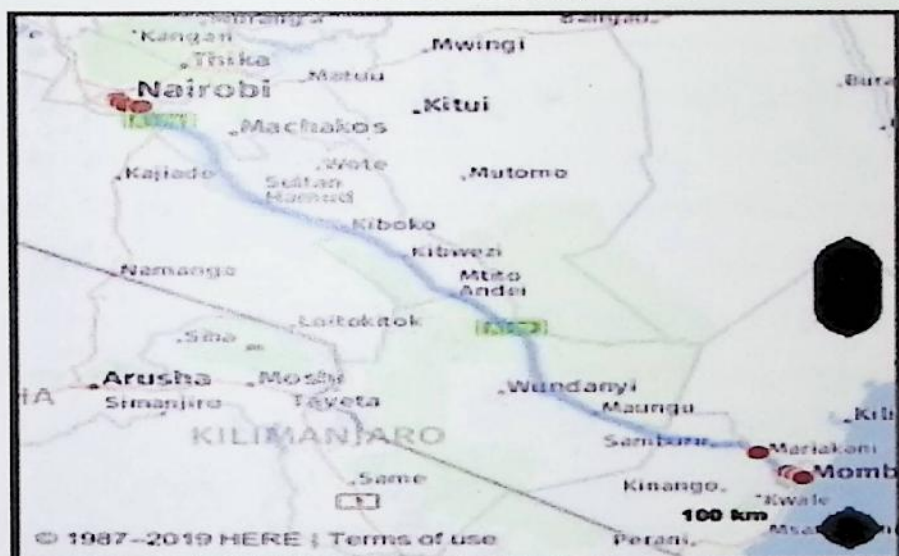 Kangari
Mwingi
Thika
Matuu
Nairobi
Kitui
Machakos
Wote
Kajiado
Sultan
Hamud
Mutomo
Kiboko
Kibwezi
Namanga
Mtito
Andei
Loitokitok
Arusha
Moshi
Wundanyi
Simanjiro
Taveta
Maungu
KILIMANJARO
Samburu
Mariakani
Momb
Same
Kinango
Kwale
100 km
© 1987–2019 HERE | Terms of use
Perani